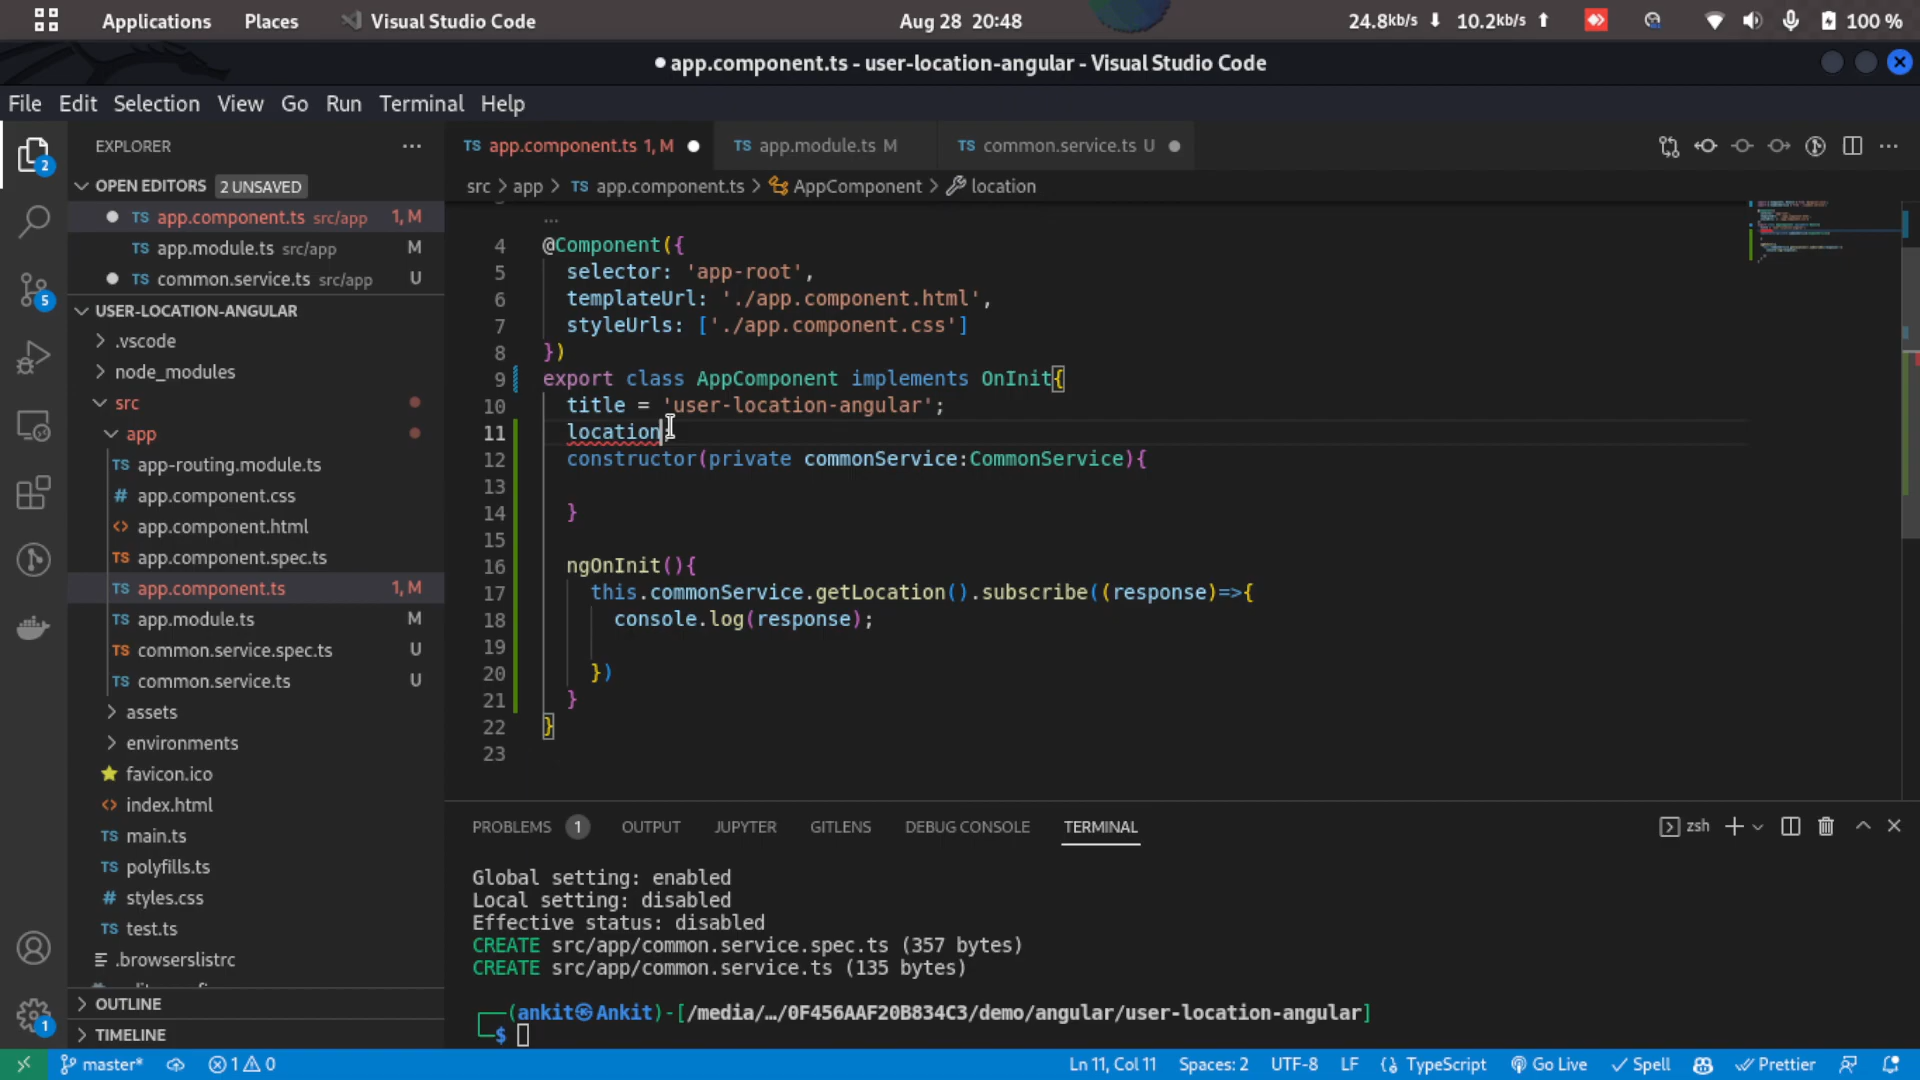 Applications Places Visual Studio Code Aug 28 20:48 24.8kb/s 10.2kb/s 100 %
app.component.ts - user-location-angular - Visual Studio Code
File Edit Selection View Go Run Terminal Help
EXPLORER
TS app.component.ts 1, M
TS app.module.ts M
TS common.service.ts U
OPEN EDITORS 2 UNSAVED
TS app.component.ts src/app 1, M
TS app.module.ts src/app M
TS common.service.ts src/app U
USER-LOCATION-ANGULAR
.vscode
node_modules
src
app
TS app-routing.module.ts
# app.component.css
<> app.component.html
TS app.component.spec.ts
TS app.component.ts 1, M
TS app.module.ts M
TS common.service.spec.ts U
TS common.service.ts U
assets
environments
favicon.ico
<> index.html
TS main.ts
TS polyfills.ts
# styles.css
TS test.ts
.browserslistrc
OUTLINE
TIMELINE
2
5
1
src > app > TS app.component.ts > AppComponent > location
...
4 @Component({
5 selector: 'app-root',
6 templateUrl: './app.component.html',
7 styleUrls: ['./app.component.css']
8 })
9 export class AppComponent implements OnInit{
10 title = 'user-location-angular';
11 location;
12 constructor(private commonService:CommonService){
13
14 }
15
16 ngOnInit(){
17 this.commonService.getLocation().subscribe((response)=>{
18 console.log(response);
19
20 })
21 }
22 }
23
PROBLEMS 1 OUTPUT JUPYTER GITLENS DEBUG CONSOLE TERMINAL zsh
Global setting: enabled
Local setting: disabled
Effective status: disabled
CREATE src/app/common.service.spec.ts (357 bytes)
CREATE src/app/common.service.ts (135 bytes)
(ankit㉿Ankit)-[/media/…/0F456AAF20B834C3/demo/angular/user-location-angular]
$
master* 1 0 Ln 11, Col 11 Spaces: 2 UTF-8 LF TypeScript Go Live Spell Prettier